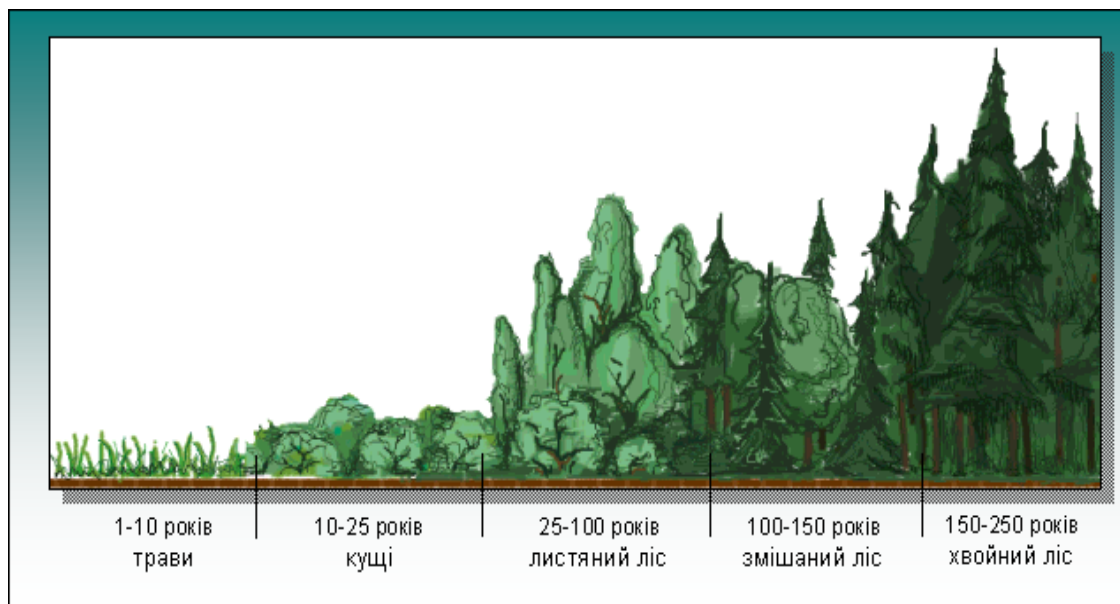 1-10 років
трави
10-25 років
кущі
25-100 років
листяний ліс
100-150 років
змішаний ліс
150-250 років
хвойний ліс